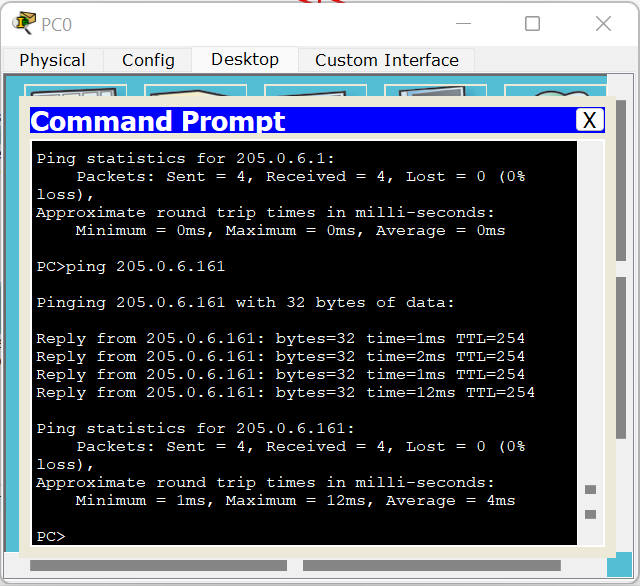 PC0
Physical Config Desktop Custom Interface
Command Prompt X
Ping statistics for 205.0.6.1:
    Packets: Sent = 4, Received = 4, Lost = 0 (0%
loss),
Approximate round trip times in milli-seconds:
    Minimum = 0ms, Maximum = 0ms, Average = 0ms
PC>ping 205.0.6.161
Pinging 205.0.6.161 with 32 bytes of data:
Reply from 205.0.6.161: bytes=32 time=1ms TTL=254
Reply from 205.0.6.161: bytes=32 time=2ms TTL=254
Reply from 205.0.6.161: bytes=32 time=1ms TTL=254
Reply from 205.0.6.161: bytes=32 time=12ms TTL=254
Ping statistics for 205.0.6.161:
    Packets: Sent = 4, Received = 4, Lost = 0 (0%
loss),
Approximate round trip times in milli-seconds:
    Minimum = 1ms, Maximum = 12ms, Average = 4ms
PC>